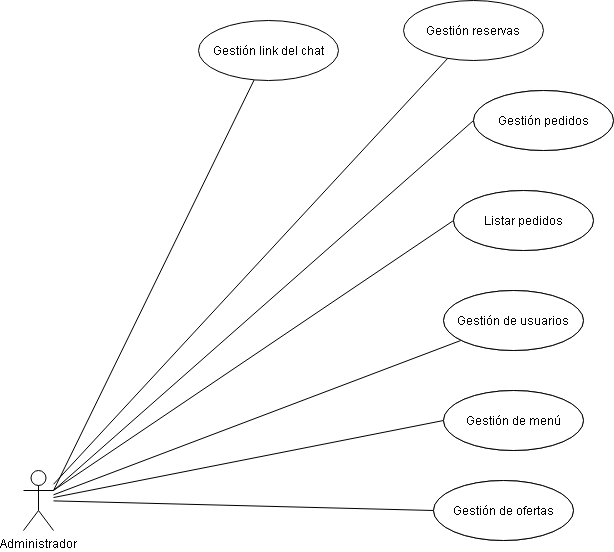 Gestión reservas
Gestión link del chat
Gestión pedidos
Listar pedidos
Gestión de usuarios
Gestión de menú
Gestión de ofertas
Administrador